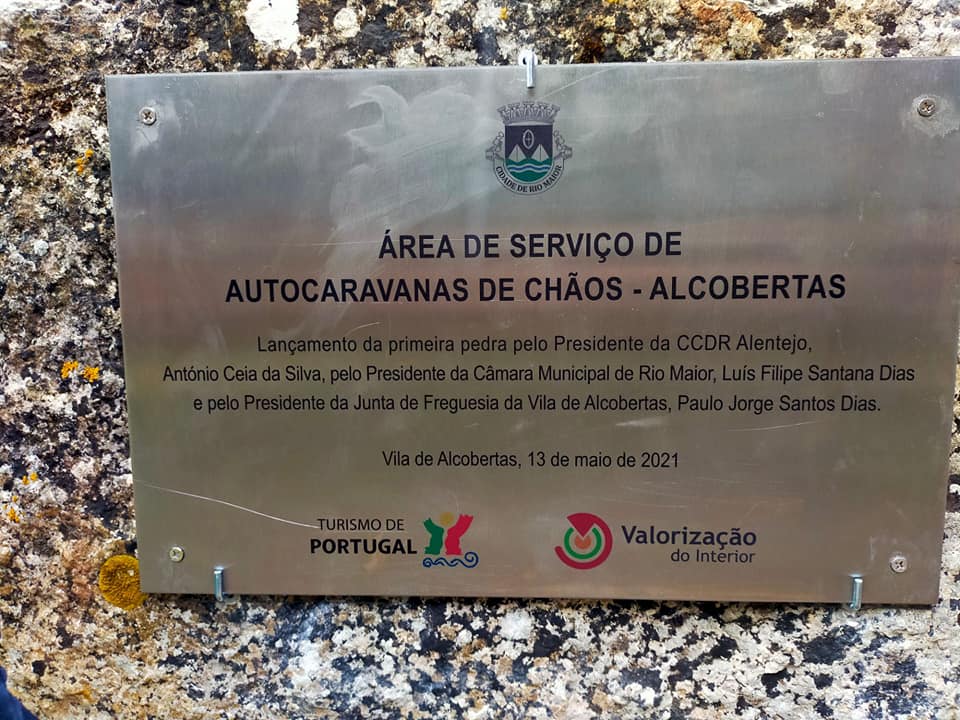 CIDADE DE RIO MAIOR
ÁREA DE SERVIÇO DE
AUTOCARAVANAS DE CHÃOS - ALCOBERTAS
Lançamento da primeira pedra pelo Presidente da CCDR Alentejo,
António Ceia da Silva, pelo Presidente da Câmara Municipal de Rio Maior, Luís Filipe Santana Dias
e pelo Presidente da Junta de Freguesia da Vila de Alcobertas, Paulo Jorge Santos Dias.
Vila de Alcobertas, 13 de maio de 2021
TURISMO DE
PORTUGAL
Valorização
do Interior